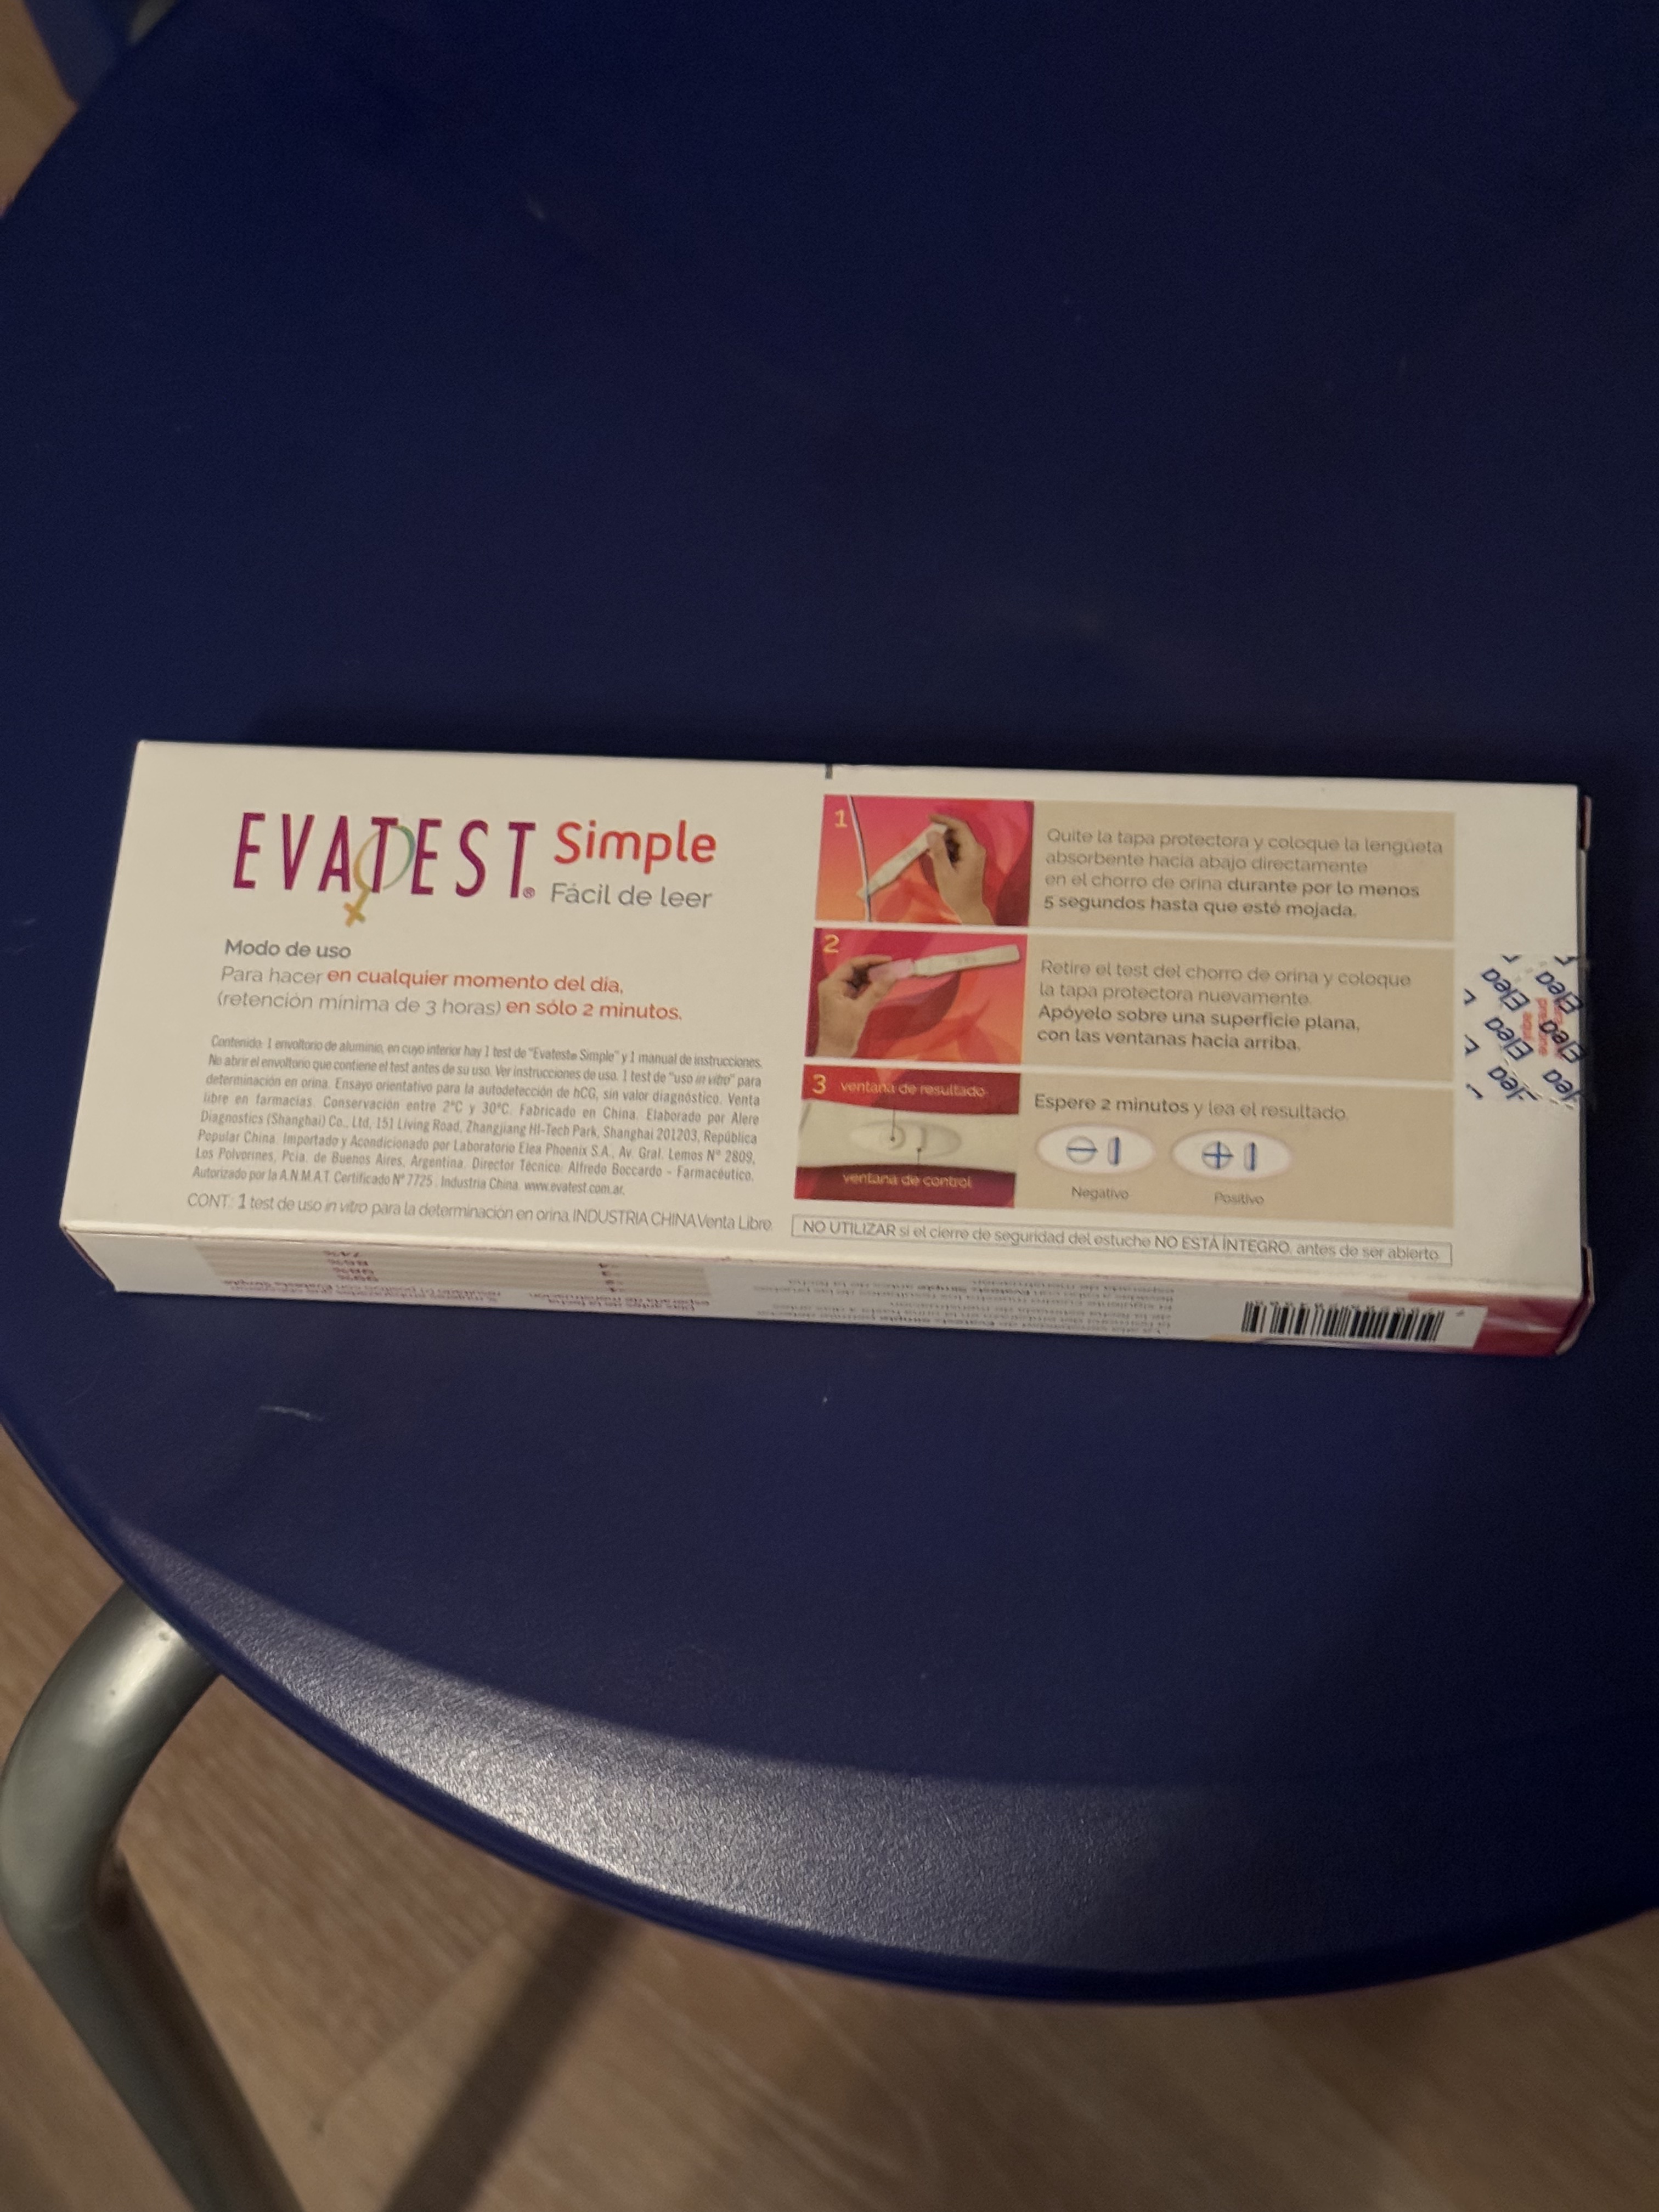 EVATEST® Simple
Fácil de leer
Modo de uso
Para hacer en cualquier momento del día,
(retención mínima de 3 horas) en sólo 2 minutos.
Contenido: 1 envoltorio de aluminio, en cuyo interior hay 1 test de "Evatest® Simple" y 1 manual de instrucciones.
No abrir el envoltorio que contiene el test antes de su uso. Ver instrucciones de uso. 1 test de "uso in vitro" para
determinación en orina. Ensayo orientativo para la autodetección de hCG, sin valor diagnóstico. Venta
libre en farmacias. Conservación entre 2°C y 30°C. Fabricado en China. Elaborado por Alere
Diagnostics (Shanghai) Co., Ltd, 151 Living Road, Zhangjiang HI-Tech Park, Shanghai 201203, República
Popular China. Importado y Acondicionado por Laboratorio Elea Phoenix S.A., Av. Gral. Lemos N° 2809,
Los Polvorines, Pcia. de Buenos Aires, Argentina. Director Técnico: Alfredo Boccardo - Farmacéutico.
Autorizado por la A.N.M.A.T. Certificado N° 7725. Industria China. www.evatest.com.ar.
CONT.: 1 test de uso in vitro para la determinación en orina. INDUSTRIA CHINA Venta Libre
1
Quite la tapa protectora y coloque la lengüeta
absorbente hacia abajo directamente
en el chorro de orina durante por lo menos
5 segundos hasta que esté mojada.
2
Retire el test del chorro de orina y coloque
la tapa protectora nuevamente.
Apóyelo sobre una superficie plana,
con las ventanas hacia arriba.
3 ventana de resultado
ventana de control
Espere 2 minutos y lea el resultado.
Negativo Positivo
NO UTILIZAR si el cierre de seguridad del estuche NO ESTÁ ÍNTEGRO, antes de ser abierto
Elea Elea
Elea Elea